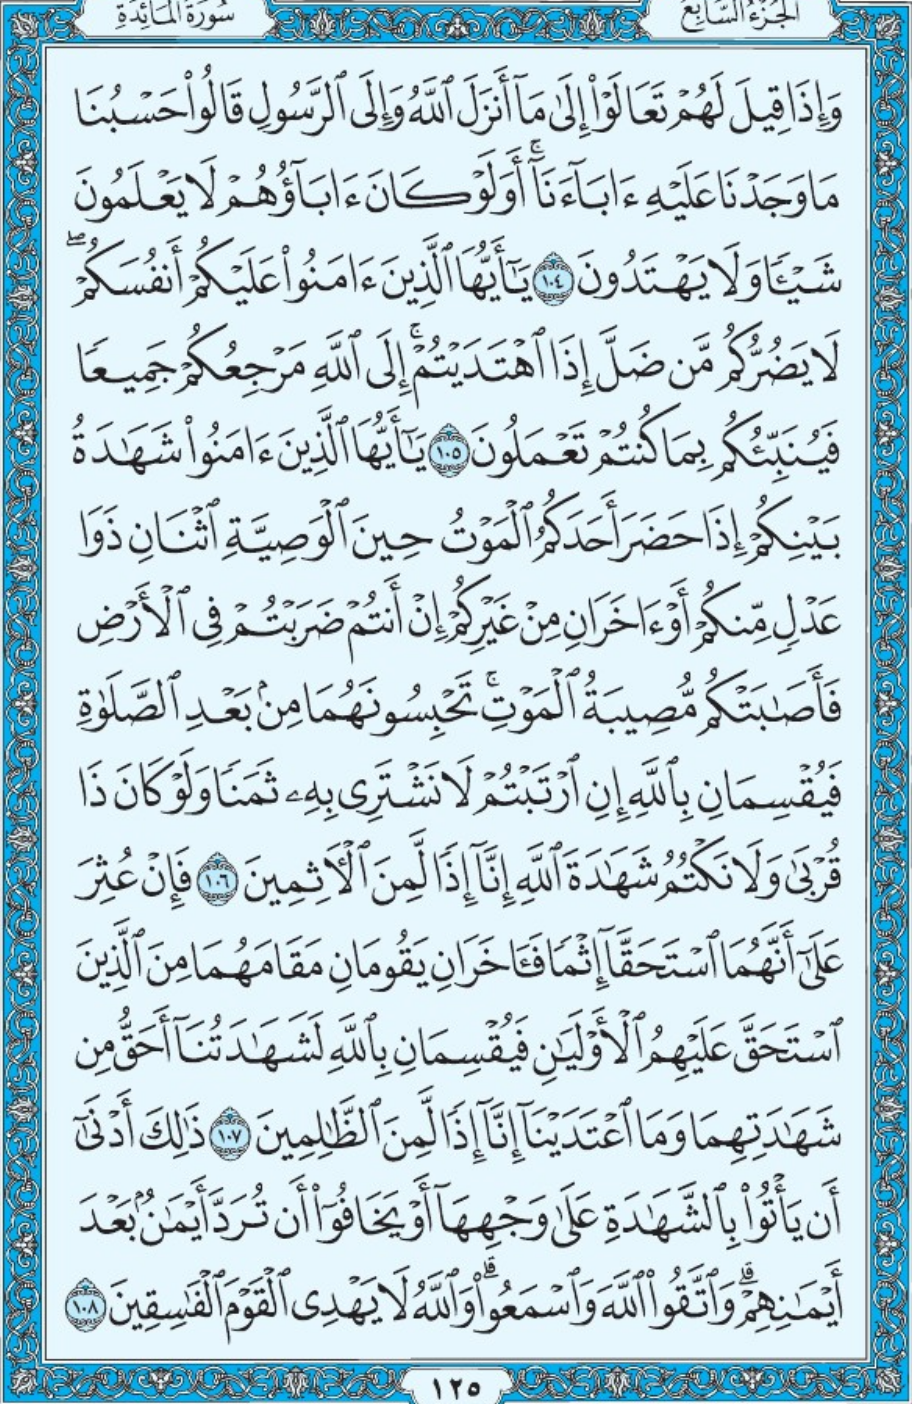 الجزء السابع
سورة المائدة
وَإِذَا قِيلَ لَهُمْ تَعَالَوْا۟ إِلَىٰ مَآ أَنزَلَ ٱللَّهُ وَإِلَى ٱلرَّسُولِ قَالُوا۟ حَسْبُنَا
مَا وَجَدْنَا عَلَيْهِ ءَابَآءَنَآ ۚ أَوَلَوْ كَانَ ءَابَآؤُهُمْ لَا يَعْلَمُونَ
شَيْـًٔا وَلَا يَهْتَدُونَ ١٠٤ يَـٰٓأَيُّهَا ٱلَّذِينَ ءَامَنُوا۟ عَلَيْكُمْ أَنفُسَكُمْ ۖ
لَا يَضُرُّكُم مَّن ضَلَّ إِذَا ٱهْتَدَيْتُمْ ۚ إِلَى ٱللَّهِ مَرْجِعُكُمْ جَمِيعًا
فَيُنَبِّئُكُم بِمَا كُنتُمْ تَعْمَلُونَ ١٠٥ يَـٰٓأَيُّهَا ٱلَّذِينَ ءَامَنُوا۟ شَهَـٰدَةُ
بَيْنِكُمْ إِذَا حَضَرَ أَحَدَكُمُ ٱلْمَوْتُ حِينَ ٱلْوَصِيَّةِ ٱثْنَانِ ذَوَا
عَدْلٍ مِّنكُمْ أَوْ ءَاخَرَانِ مِنْ غَيْرِكُمْ إِنْ أَنتُمْ ضَرَبْتُمْ فِى ٱلْأَرْضِ
فَأَصَـٰبَتْكُم مُّصِيبَةُ ٱلْمَوْتِ ۚ تَحْبِسُونَهُمَا مِنۢ بَعْدِ ٱلصَّلَوٰةِ
فَيُقْسِمَانِ بِٱللَّهِ إِنِ ٱرْتَبْتُمْ لَا نَشْتَرِى بِهِۦ ثَمَنًا وَلَوْ كَانَ ذَا
قُرْبَىٰ وَلَا نَكْتُمُ شَهَـٰدَةَ ٱللَّهِ إِنَّآ إِذًا لَّمِنَ ٱلْـَٔاثِمِينَ ١٠٦ فَإِنْ عُثِرَ
عَلَىٰٓ أَنَّهُمَا ٱسْتَحَقَّآ إِثْمًا فَـَٔاخَرَانِ يَقُومَانِ مَقَامَهُمَا مِنَ ٱلَّذِينَ
ٱسْتَحَقَّ عَلَيْهِمُ ٱلْأَوْلَيَـٰنِ فَيُقْسِمَانِ بِٱللَّهِ لَشَهَـٰدَتُنَآ أَحَقُّ مِن
شَهَـٰدَتِهِمَا وَمَا ٱعْتَدَيْنَآ إِنَّآ إِذًا لَّمِنَ ٱلظَّـٰلِمِينَ ١٠٧ ذَٰلِكَ أَدْنَىٰٓ
أَن يَأْتُوا۟ بِٱلشَّهَـٰدَةِ عَلَىٰ وَجْهِهَآ أَوْ يَخَافُوٓا۟ أَن تُرَدَّ أَيْمَـٰنٌۢ بَعْدَ
أَيْمَـٰنِهِمْ ۗ وَٱتَّقُوا۟ ٱللَّهَ وَٱسْمَعُوا۟ ۗ وَٱللَّهُ لَا يَهْدِى ٱلْقَوْمَ ٱلْفَـٰسِقِينَ ١٠٨
١٢٥